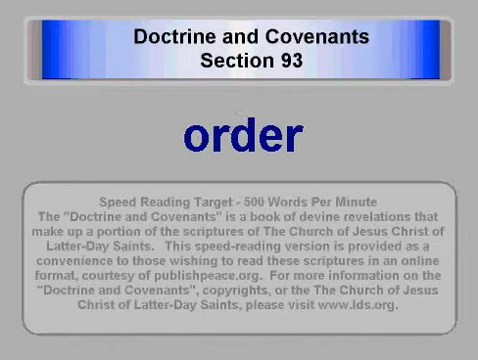 Doctrine and Covenants
Section 93
order
Speed Reading Target - 500 Words Per Minute
The "Doctrine and Covenants" is a book of devine revelations that
make up a portion of the scriptures of The Church of Jesus Christ of
Latter-Day Saints.   This speed-reading version is provided as a
convenience to those wishing to read these scriptures in an online
format, courtesy of publishpeace.org.  For more information on the
"Doctrine and Covenants", copyrights, or the The Church of Jesus
Christ of Latter-Day Saints, please visit www.lds.org.